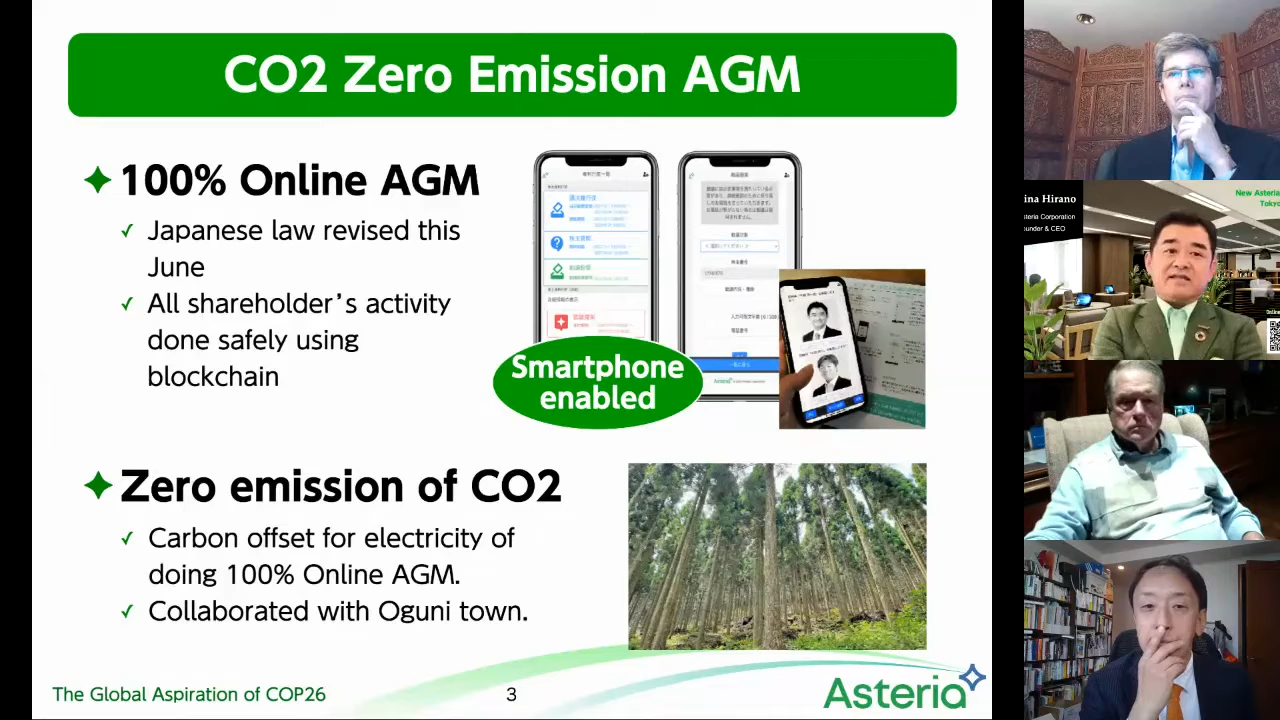 CO2 Zero Emission AGM
100% Online AGM
✓ Japanese law revised this
June
✓ All shareholder's activity
done safely using
blockchain
Smartphone
enabled
Zero emission of CO2
✓ Carbon offset for electricity of
doing 100% Online AGM.
✓ Collaborated with Oguni town.
The Global Aspiration of COP26
3
Asteria
ina Hirano
steria Corporation
ounder & CEO
New Asteria
Tokyo
Online